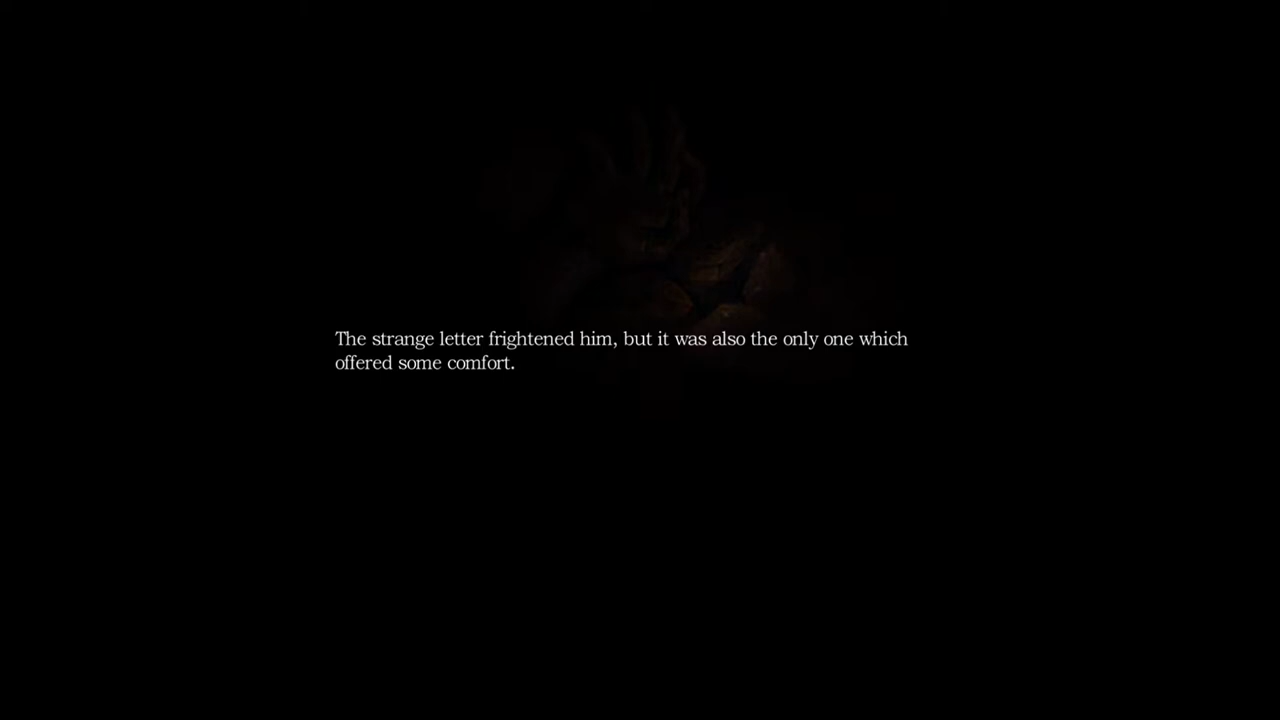 The strange letter frightened him, but it was also the only one which
offered some comfort.